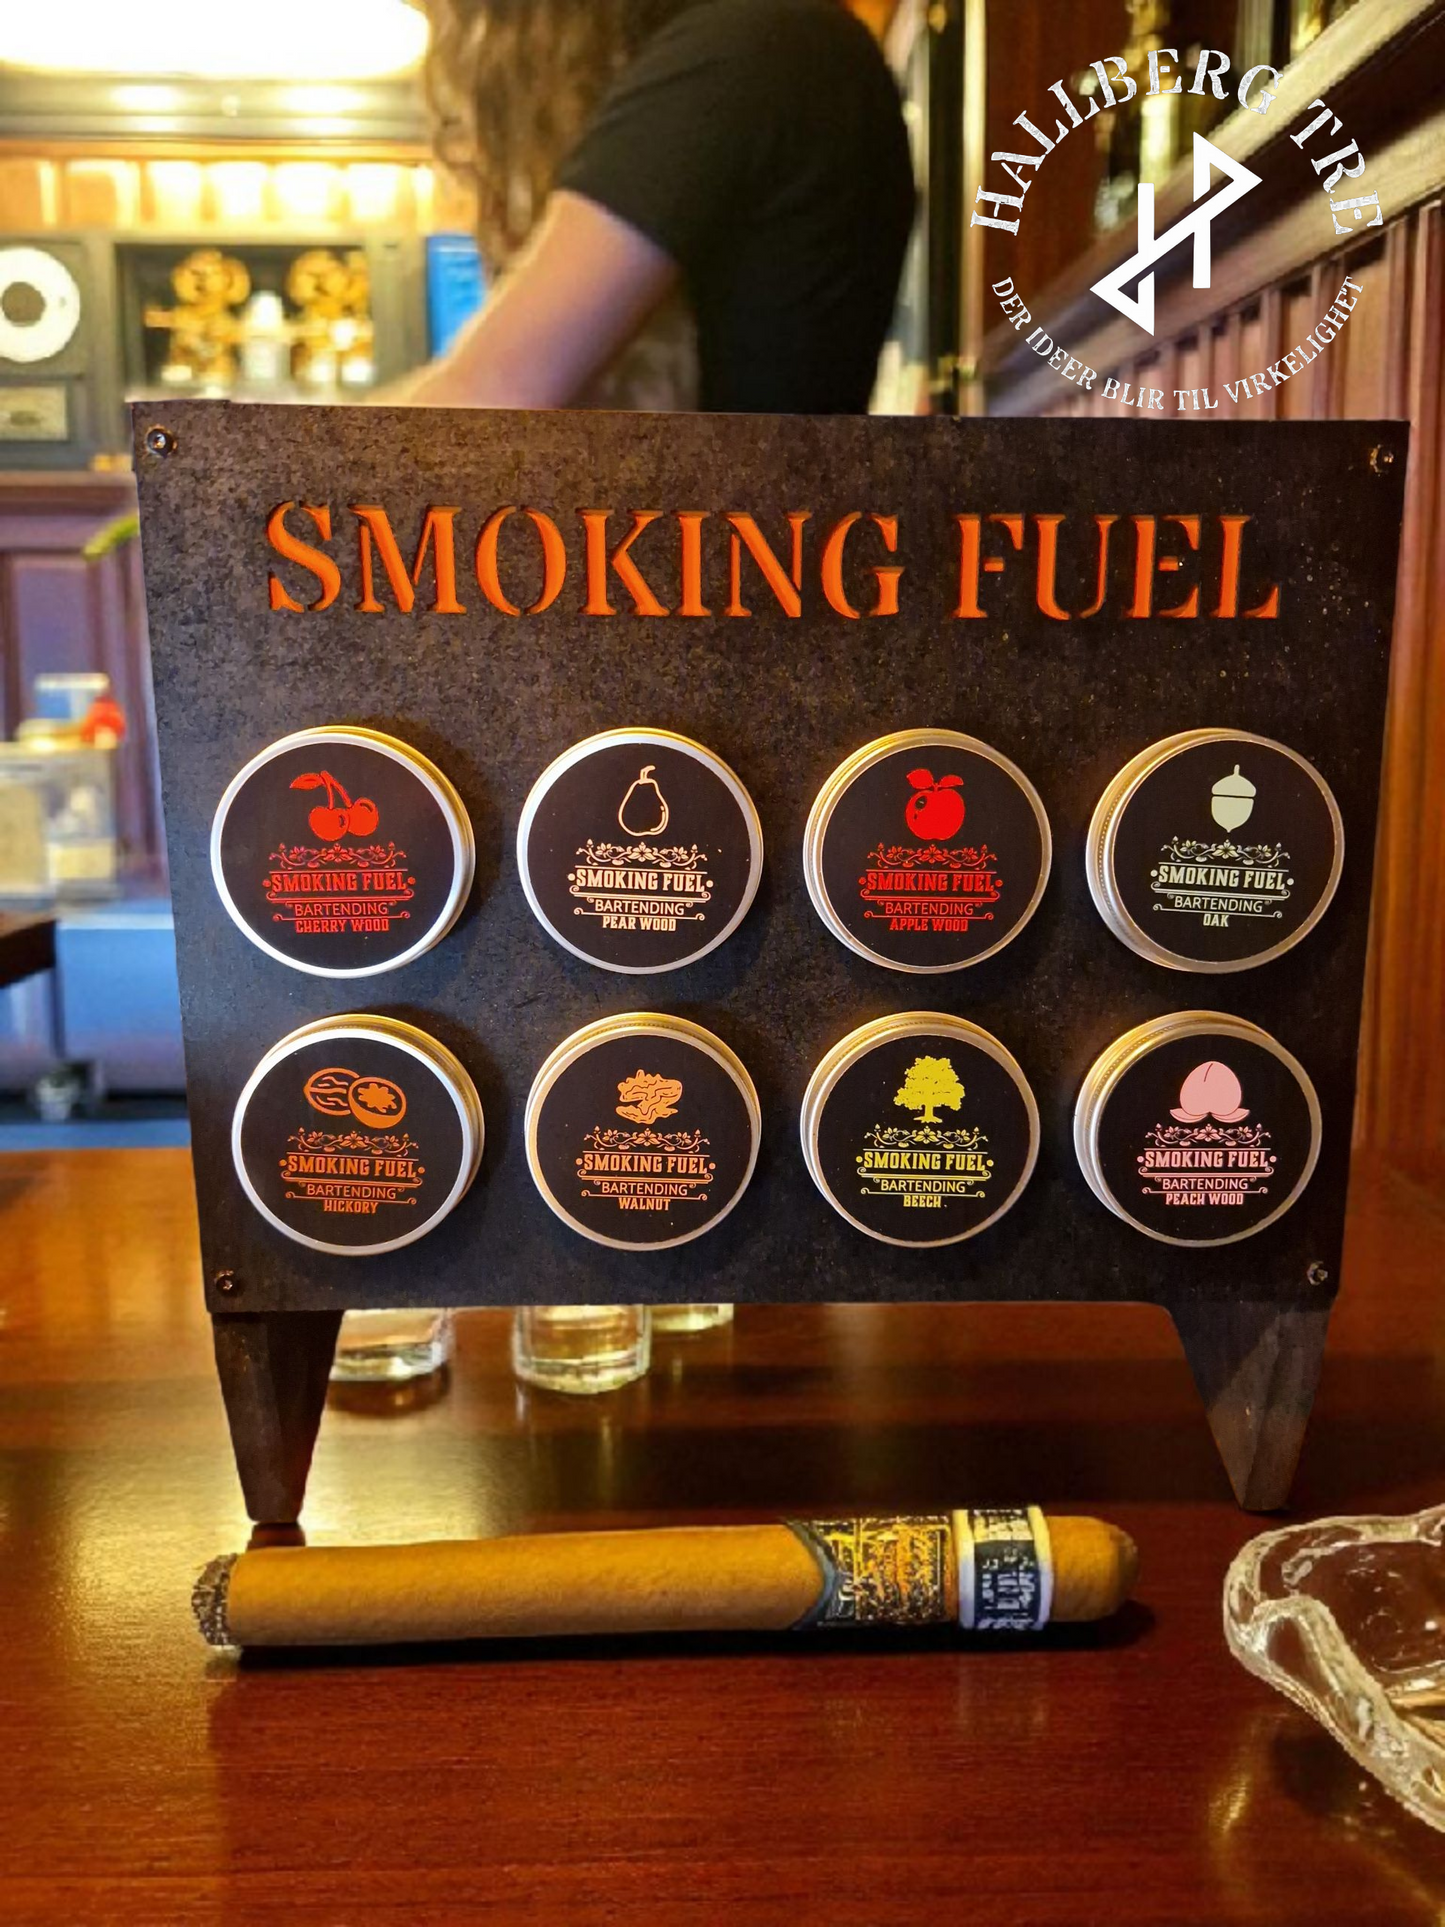 HALLBERG TRE
DER IDEER BLIR TIL VIRKELIGHET
SMOKING FUEL
SMOKING FUEL
BARTENDING
CHERRY WOOD
SMOKING FUEL
BARTENDING
PEAR WOOD
SMOKING FUEL
BARTENDING
APPLE WOOD
SMOKING FUEL
BARTENDING
OAK
SMOKING FUEL
BARTENDING
HICKORY
SMOKING FUEL
BARTENDING
WALNUT
SMOKING FUEL
BARTENDING
BEECH
SMOKING FUEL
BARTENDING
PEACH WOOD